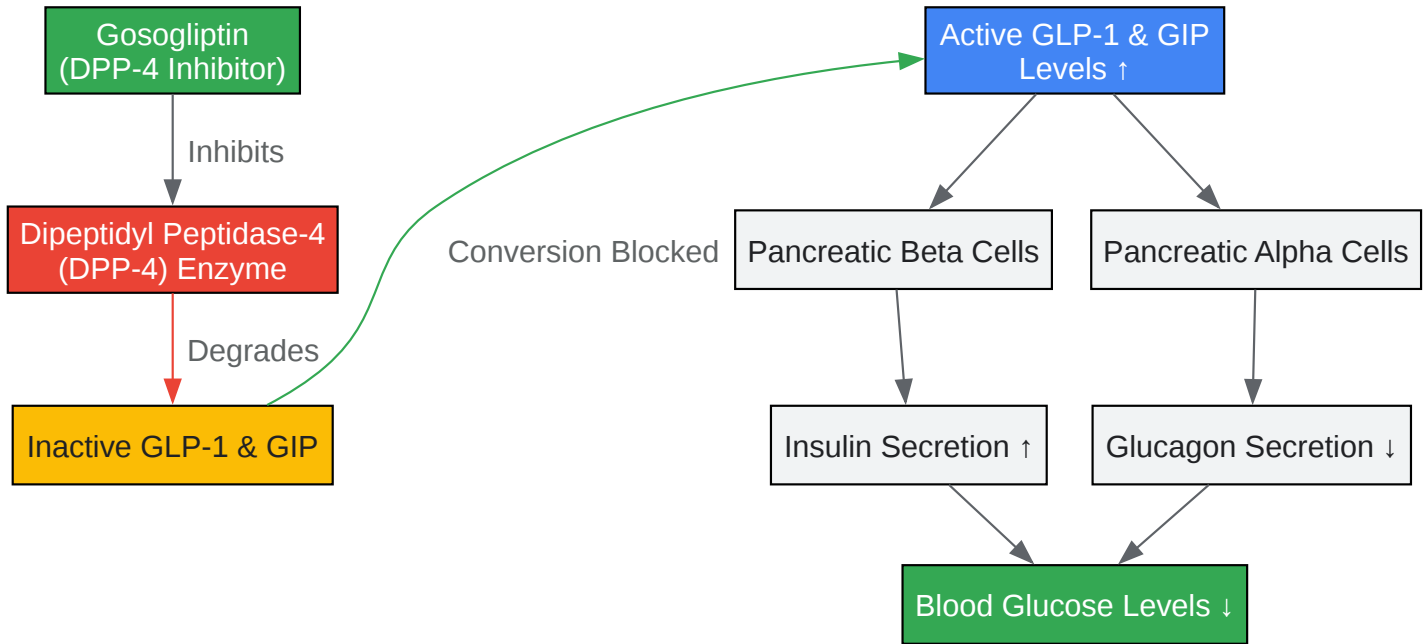 Gosogliptin
(DPP-4 Inhibitor)
Inhibits
Dipeptidyl Peptidase-4
(DPP-4) Enzyme
Degrades
Inactive GLP-1 & GIP
Conversion Blocked
Active GLP-1 & GIP
Levels ↑
Pancreatic Beta Cells
Pancreatic Alpha Cells
Insulin Secretion ↑
Glucagon Secretion ↓
Blood Glucose Levels ↓